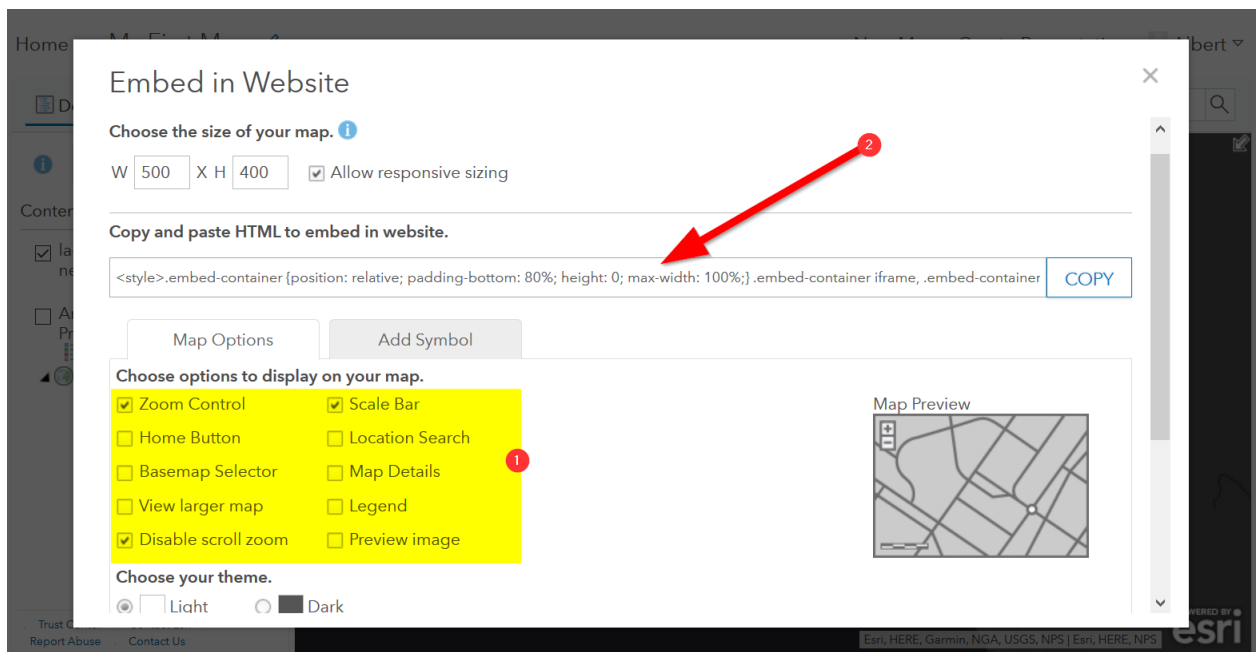 Home
Albert
Embed in Website
Choose the size of your map.
W 500 X H 400 Allow responsive sizing
2
Conten
Copy and paste HTML to embed in website.
<style>.embed-container {position: relative; padding-bottom: 80%; height: 0; max-width: 100%;} .embed-container iframe, .embed-container
COPY
Map Options Add Symbol
Choose options to display on your map.
Zoom Control Scale Bar
Home Button Location Search
Basemap Selector Map Details
View larger map Legend
Disable scroll zoom Preview image
1
Map Preview
Choose your theme.
Light Dark
Trust
Report Abuse Contact Us
Esri, HERE, Garmin, NGA, USGS, NPS | Esri, HERE, NPS
POWERED BY
esri